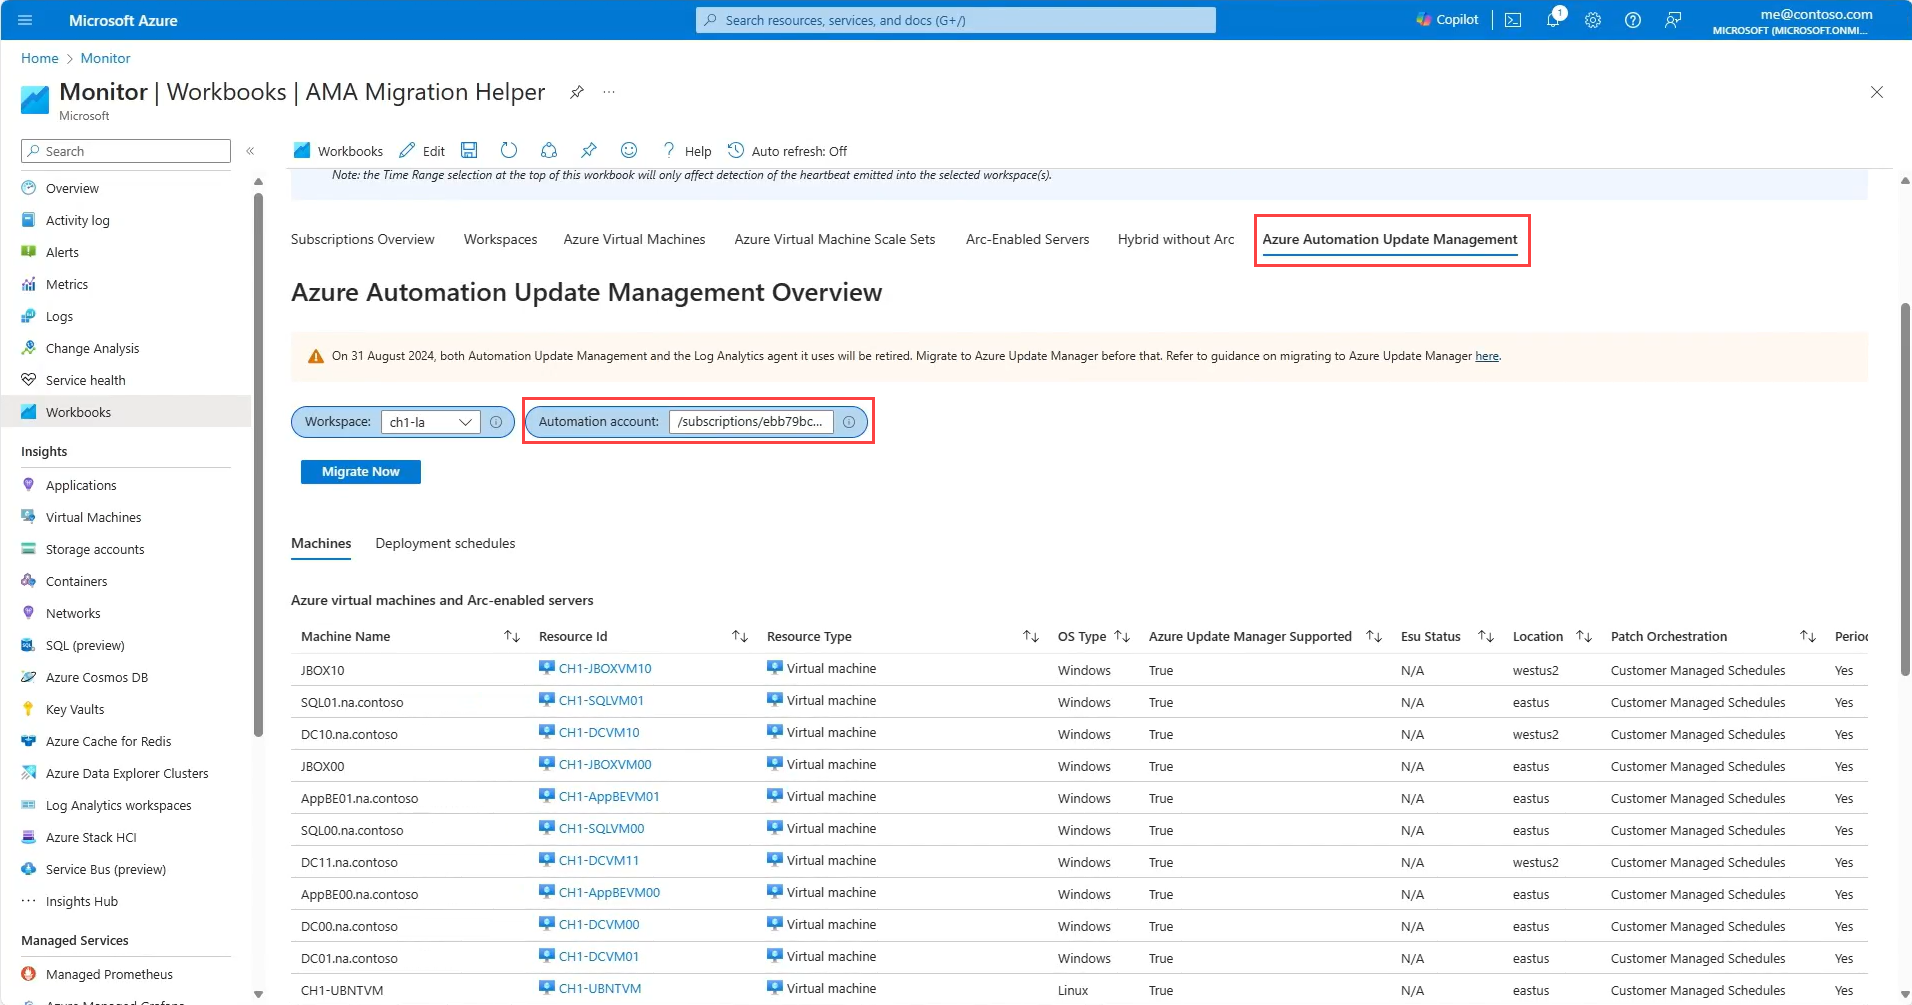 Microsoft Azure
Search resources, services, and docs (G+/)
Copilot
1
me@contoso.com
MICROSOFT (MICROSOFT.ONMI...
Home > Monitor
Monitor | Workbooks | AMA Migration Helper
Microsoft
Search
Overview
Activity log
Alerts
Metrics
Logs
Change Analysis
Service health
Workbooks
Insights
Applications
Virtual Machines
Storage accounts
Containers
Networks
SQL (preview)
Azure Cosmos DB
Key Vaults
Azure Cache for Redis
Azure Data Explorer Clusters
Log Analytics workspaces
Azure Stack HCI
Service Bus (preview)
Insights Hub
Managed Services
Managed Prometheus
Azure Managed Grafana
Workbooks Edit Help Auto refresh: Off
Note: the Time Range selection at the top of this workbook will only affect detection of the heartbeat emitted into the selected workspace(s).
Subscriptions Overview Workspaces Azure Virtual Machines Azure Virtual Machine Scale Sets Arc-Enabled Servers Hybrid without Arc Azure Automation Update Management
Azure Automation Update Management Overview
On 31 August 2024, both Automation Update Management and the Log Analytics agent it uses will be retired. Migrate to Azure Update Manager before that. Refer to guidance on migrating to Azure Update Manager here.
Workspace: ch1-la Automation account: /subscriptions/ebb79bc...
Migrate Now
Machines Deployment schedules
Azure virtual machines and Arc-enabled servers
Machine Name Resource Id Resource Type OS Type Azure Update Manager Supported Esu Status Location Patch Orchestration
JBOX10 CH1-JBOXVM10 Virtual machine Windows True N/A westus2 Customer Managed Schedules Yes
SQL01.na.contoso CH1-SQLVM01 Virtual machine Windows True N/A eastus Customer Managed Schedules Yes
DC10.na.contoso CH1-DCVM10 Virtual machine Windows True N/A westus2 Customer Managed Schedules Yes
JBOX00 CH1-JBOXVM00 Virtual machine Windows True N/A eastus Customer Managed Schedules Yes
AppBE01.na.contoso CH1-AppBEVM01 Virtual machine Windows True N/A eastus Customer Managed Schedules Yes
SQL00.na.contoso CH1-SQLVM00 Virtual machine Windows True N/A eastus Customer Managed Schedules Yes
DC11.na.contoso CH1-DCVM11 Virtual machine Windows True N/A westus2 Customer Managed Schedules Yes
AppBE00.na.contoso CH1-AppBEVM00 Virtual machine Windows True N/A eastus Customer Managed Schedules Yes
DC00.na.contoso CH1-DCVM00 Virtual machine Windows True N/A eastus Customer Managed Schedules Yes
DC01.na.contoso CH1-DCVM01 Virtual machine Windows True N/A eastus Customer Managed Schedules Yes
CH1-UBNTVM CH1-UBNTVM Virtual machine Linux True N/A eastus Customer Managed Schedules Yes